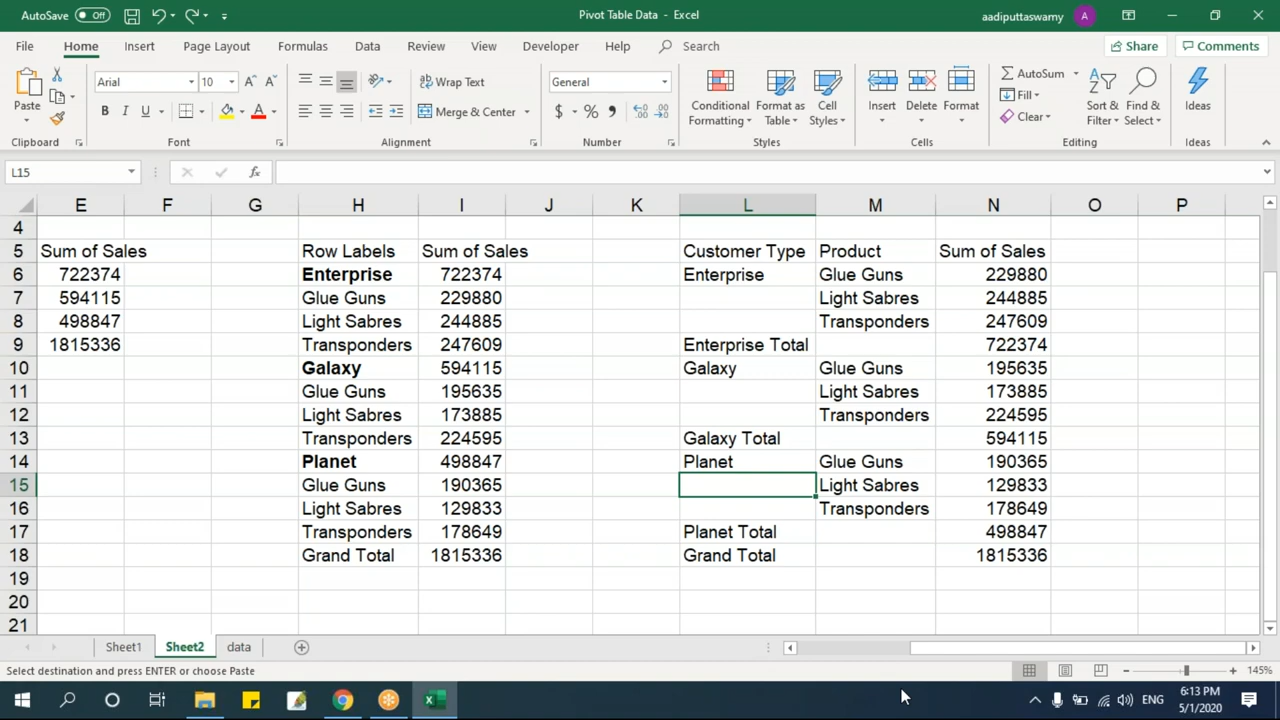 AutoSave Off Pivot Table Data - Excel aadiputtaswamy A
File Home Insert Page Layout Formulas Data Review View Developer Help Search Share Comments
Paste Arial 10 Wrap Text General Conditional Formatting Format as Table Cell Styles Insert Delete Format AutoSum Sort & Filter Find & Select Ideas
B I U A Merge & Center $ % Fill
Clear
Clipboard Font Alignment Number Styles Cells Editing Ideas
L15 fx
E F G H I J K L M N O P
4
5 Sum of Sales Row Labels Sum of Sales Customer Type Product Sum of Sales
6 722374 Enterprise 722374 Enterprise Glue Guns 229880
7 594115 Glue Guns 229880 Light Sabres 244885
8 498847 Light Sabres 244885 Transponders 247609
9 1815336 Transponders 247609 Enterprise Total 722374
10 Galaxy 594115 Galaxy Glue Guns 195635
11 Glue Guns 195635 Light Sabres 173885
12 Light Sabres 173885 Transponders 224595
13 Transponders 224595 Galaxy Total 594115
14 Planet 498847 Planet Glue Guns 190365
15 Glue Guns 190365 Light Sabres 129833
16 Light Sabres 129833 Transponders 178649
17 Transponders 178649 Planet Total 498847
18 Grand Total 1815336 Grand Total 1815336
19
20
21
Sheet1 Sheet2 data
Select destination and press ENTER or choose Paste 145%
ENG 6:13 PM
5/1/2020